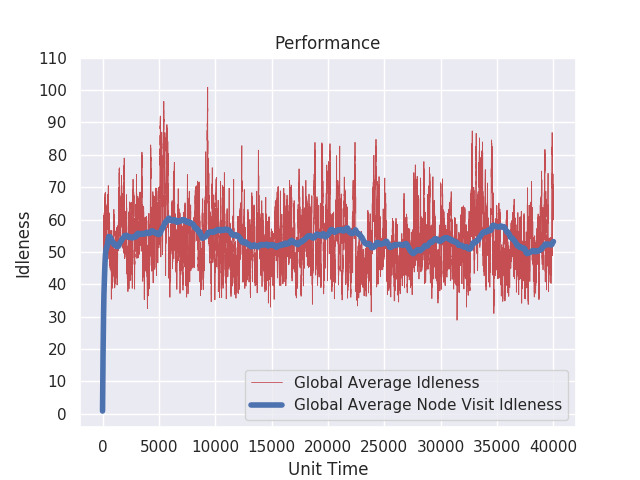 Performance
110
100
90
80
70
60
50
40
30
20
10
0
Idleness
Global Average Idleness
Global Average Node Visit Idleness
0 5000 10000 15000 20000 25000 30000 35000 40000
Unit Time